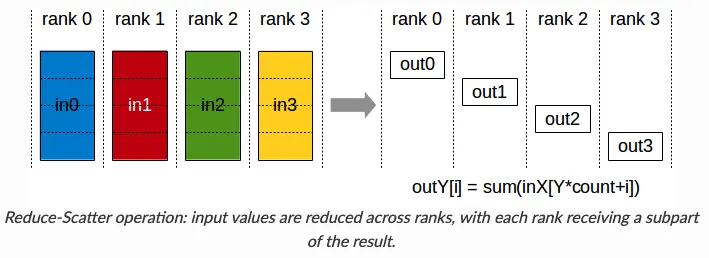 rank 0 rank 1 rank 2 rank 3 rank 0 rank 1 rank 2 rank 3
in0 in1 in2 in3
out0
out1
out2
out3
outY[i] = sum(inX[Y*count+i])
Reduce-Scatter operation: input values are reduced across ranks, with each rank receiving a subpart
of the result.